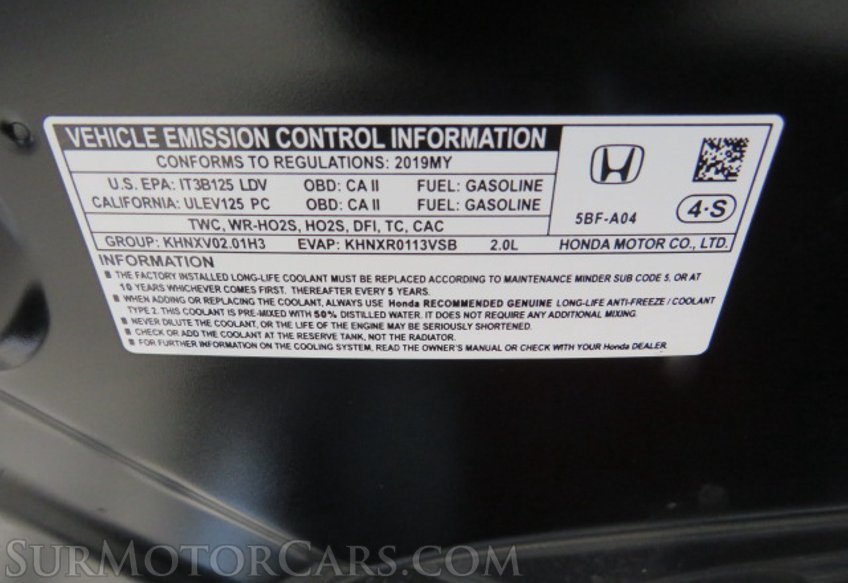 VEHICLE EMISSION CONTROL INFORMATION
CONFORMS TO REGULATIONS: 2019MY
U.S. EPA: IT3B125 LDV OBD: CA II FUEL: GASOLINE
CALIFORNIA: ULEV125 PC OBD: CA II FUEL: GASOLINE
TWC, WR-HO2S, HO2S, DFI, TC, CAC
GROUP: KHNXV02.01H3 EVAP: KHNXR0113VSB 2.0L
5BF-A04
4·S
HONDA MOTOR CO., LTD.
INFORMATION
■ THE FACTORY INSTALLED LONG-LIFE COOLANT MUST BE REPLACED ACCORDING TO MAINTENANCE MINDER SUB CODE 5, OR AT
10 YEARS WHICHEVER COMES FIRST. THEREAFTER EVERY 5 YEARS.
■ WHEN ADDING OR REPLACING THE COOLANT, ALWAYS USE Honda RECOMMENDED GENUINE LONG-LIFE ANTI-FREEZE / COOLANT
TYPE 2. THIS COOLANT IS PRE-MIXED WITH 50% DISTILLED WATER. IT DOES NOT REQUIRE ANY ADDITIONAL MIXING.
■ NEVER DILUTE THE COOLANT, OR THE LIFE OF THE ENGINE MAY BE SERIOUSLY SHORTENED.
■ CHECK OR ADD THE COOLANT AT THE RESERVE TANK, NOT THE RADIATOR.
■ FOR FURTHER INFORMATION ON THE COOLING SYSTEM, READ THE OWNER'S MANUAL OR CHECK WITH YOUR Honda DEALER.
SURMOTORCARS.COM